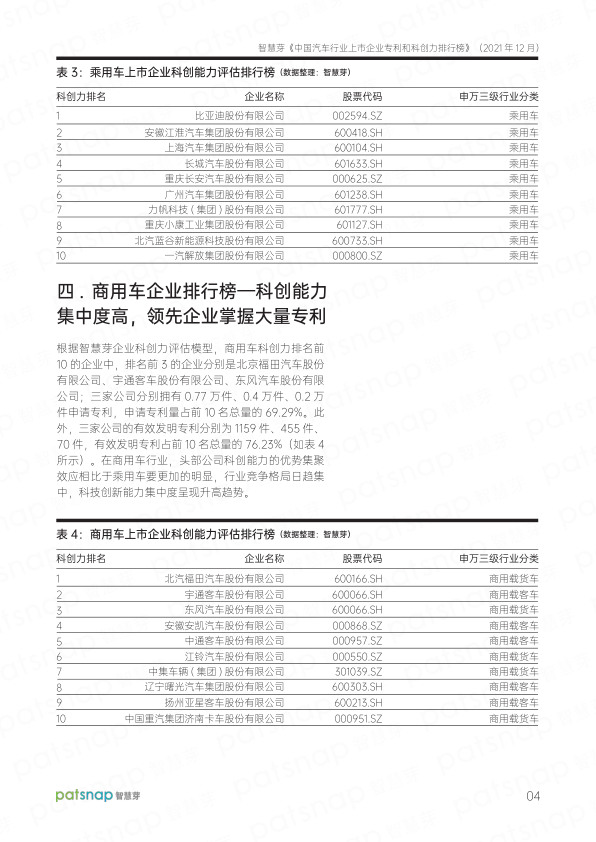 智慧芽《中国汽车行业上市企业专利和科创力排行榜》（2021年12月）
表3：乘用车上市企业科创能力评估排行榜（数据整理：智慧芽）
科创力排名 企业名称 股票代码 申万三级行业分类
1 比亚迪股份有限公司 002594.SZ 乘用车
2 安徽江淮汽车集团股份有限公司 600418.SH 乘用车
3 上海汽车集团股份有限公司 600104.SH 乘用车
4 长城汽车股份有限公司 601633.SH 乘用车
5 重庆长安汽车股份有限公司 000625.SZ 乘用车
6 广州汽车集团股份有限公司 601238.SH 乘用车
7 力帆科技（集团）股份有限公司 601777.SH 乘用车
8 重庆小康工业集团股份有限公司 601127.SH 乘用车
9 北汽蓝谷新能源科技股份有限公司 600733.SH 乘用车
10 一汽解放集团股份有限公司 000800.SZ 乘用车
四．商用车企业排行榜—科创能力
集中度高，领先企业掌握大量专利
根据智慧芽企业科创力评估模型，商用车科创力排名前
10的企业中，排名前3的企业分别是北京福田汽车股份
有限公司、宇通客车股份有限公司、东风汽车股份有限
公司；三家公司分别拥有0.77万件、0.4万件、0.2万
件申请专利，申请专利量占前10名总量的69.29%。此
外，三家公司的有效发明专利分别为1159件、455件、
70件，有效发明专利占前10名总量的76.23%（如表4
所示）。在商用车行业，头部公司科创能力的优势集聚
效应相比于乘用车要更加的明显，行业竞争格局日趋集
中，科技创新能力集中度呈现升高趋势。
表4：商用车上市企业科创能力评估排行榜（数据整理：智慧芽）
科创力排名 企业名称 股票代码 申万三级行业分类
1 北汽福田汽车股份有限公司 600166.SH 商用载货车
2 宇通客车股份有限公司 600066.SH 商用载客车
3 东风汽车股份有限公司 600066.SH 商用载货车
4 安徽安凯汽车股份有限公司 000868.SZ 商用载客车
5 中通客车股份有限公司 000957.SZ 商用载客车
6 江铃汽车股份有限公司 000550.SZ 商用载货车
7 中集车辆（集团）股份有限公司 301039.SZ 商用载货车
8 辽宁曙光汽车集团股份有限公司 600303.SH 商用载客车
9 扬州亚星客车股份有限公司 600213.SH 商用载客车
10 中国重汽集团济南卡车股份有限公司 000951.SZ 商用载货车
patsnap 智慧芽 04